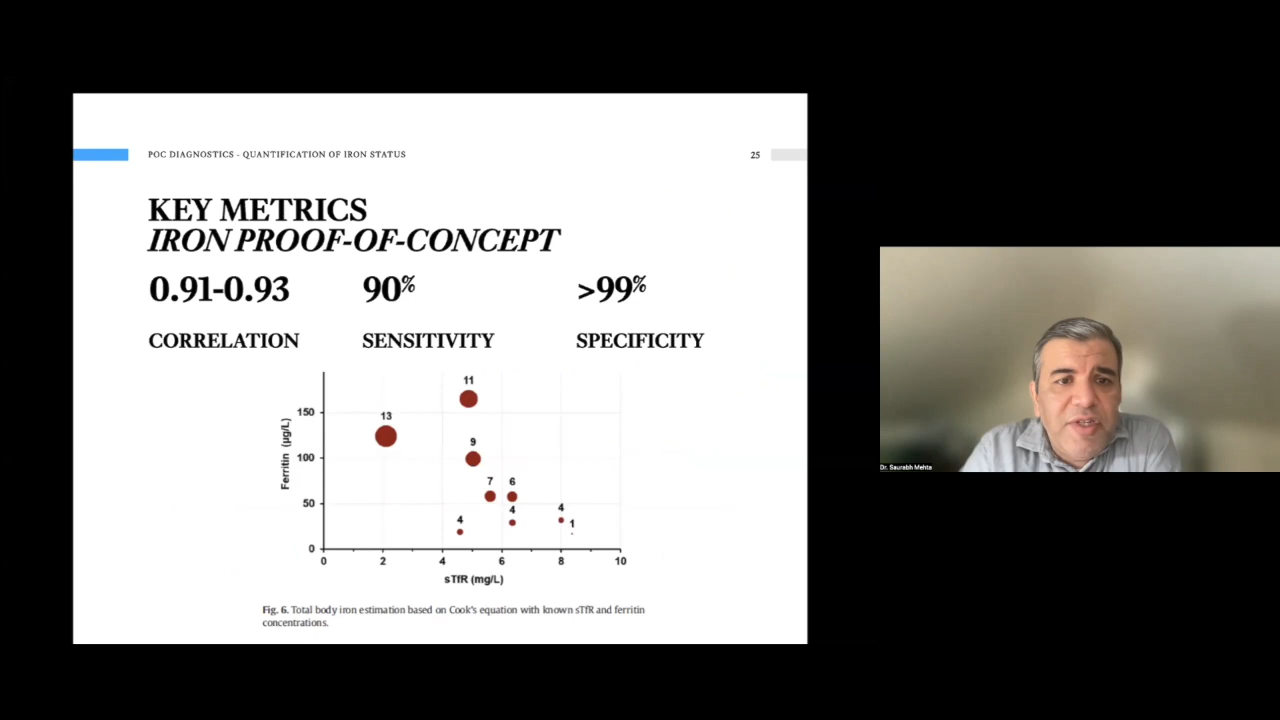 POC DIAGNOSTICS - QUANTIFICATION OF IRON STATUS
25
KEY METRICS
IRON PROOF-OF-CONCEPT
0.91-0.93
90%
>99%
CORRELATION
SENSITIVITY
SPECIFICITY
11
150
13
9
100
7
6
50
4
4
4
1
0
0
2
4
6
8
10
Ferritin (µg/L)
sTfR (mg/L)
Fig. 6. Total body iron estimation based on Cook's equation with known sTfR and ferritin
concentrations.
Dr. Saurabh Mehta